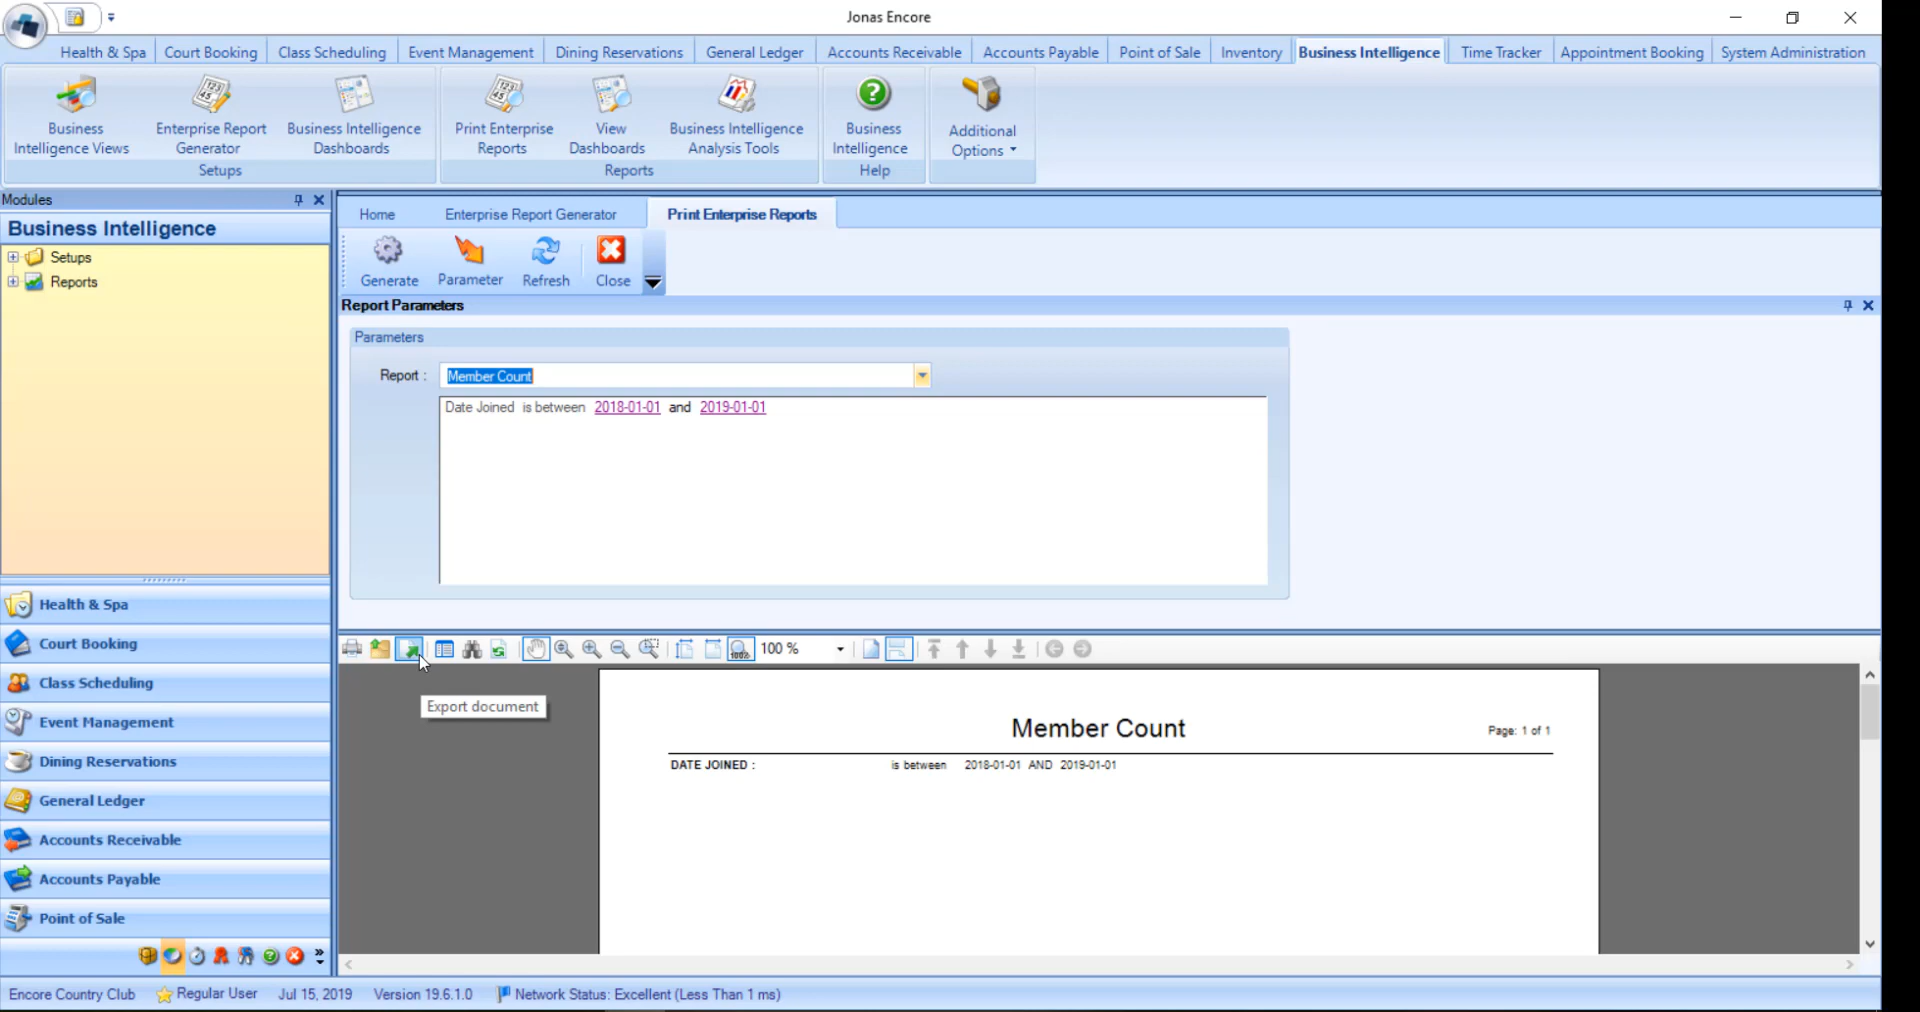 Jonas Encore
Health & Spa Court Booking Class Scheduling Event Management Dining Reservations General Ledger Accounts Receivable Accounts Payable Point of Sale Inventory Business Intelligence Time Tracker Appointment Booking System Administration
Business Intelligence Views
Enterprise Report Generator
Business Intelligence Dashboards
Setups
Print Enterprise Reports
View Dashboards
Business Intelligence Analysis Tools
Reports
Business Intelligence
Help
Additional Options
Modules
Business Intelligence
Setups
Reports
Health & Spa
Court Booking
Class Scheduling
Event Management
Dining Reservations
General Ledger
Accounts Receivable
Accounts Payable
Point of Sale
Home Enterprise Report Generator Print Enterprise Reports
Generate Parameter Refresh Close
Report Parameters
Parameters
Report : Member Count
Date Joined is between 2018-01-01 and 2019-01-01
100 %
Export document
Member Count
Page: 1 of 1
DATE JOINED : is between 2018-01-01 AND 2019-01-01
Encore Country Club Regular User Jul 15, 2019 Version 19.6.1.0 Network Status: Excellent (Less Than 1 ms)